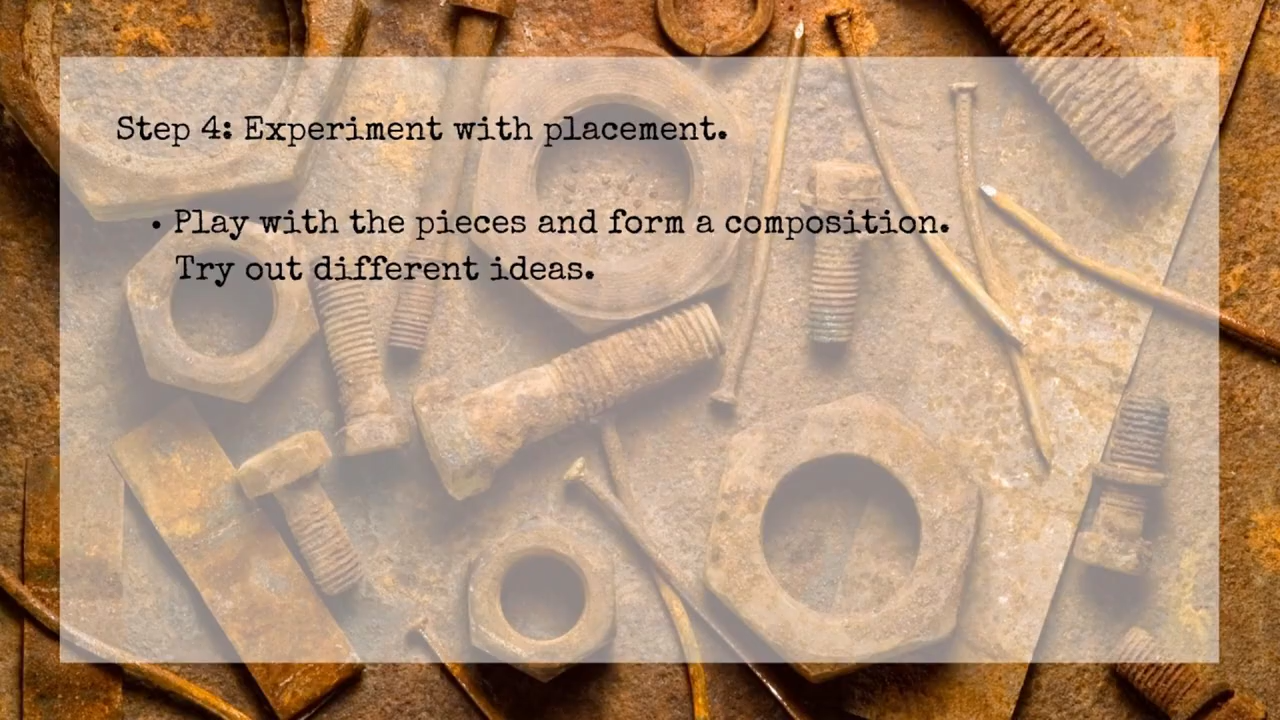 Step 4: Experiment with placement.
• Play with the pieces and form a composition.
Try out different ideas.